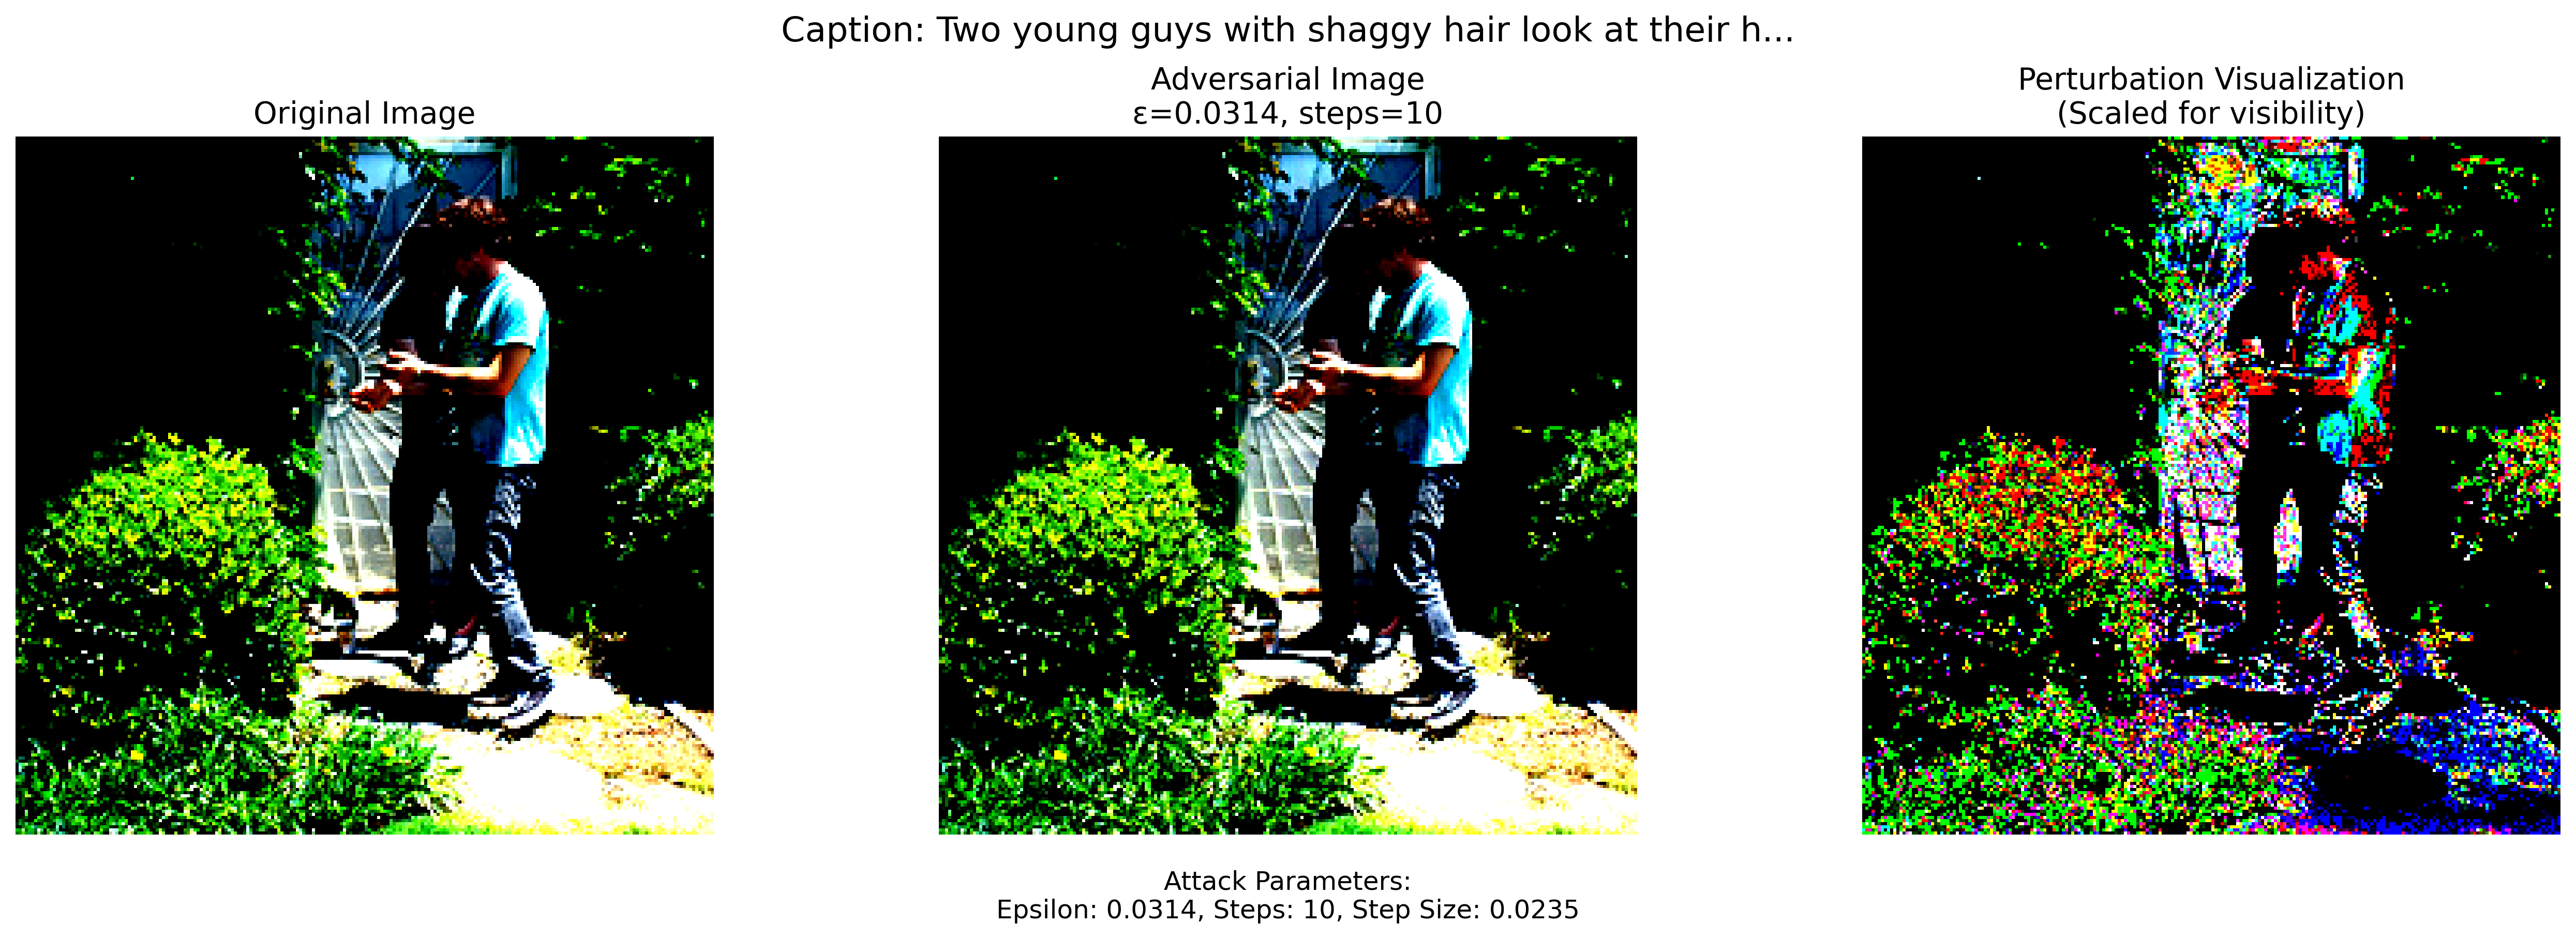 Caption: Two young guys with shaggy hair look at their h...
Original Image
Adversarial Image
ε=0.0314, steps=10
Perturbation Visualization
(Scaled for visibility)
Attack Parameters:
Epsilon: 0.0314, Steps: 10, Step Size: 0.0235